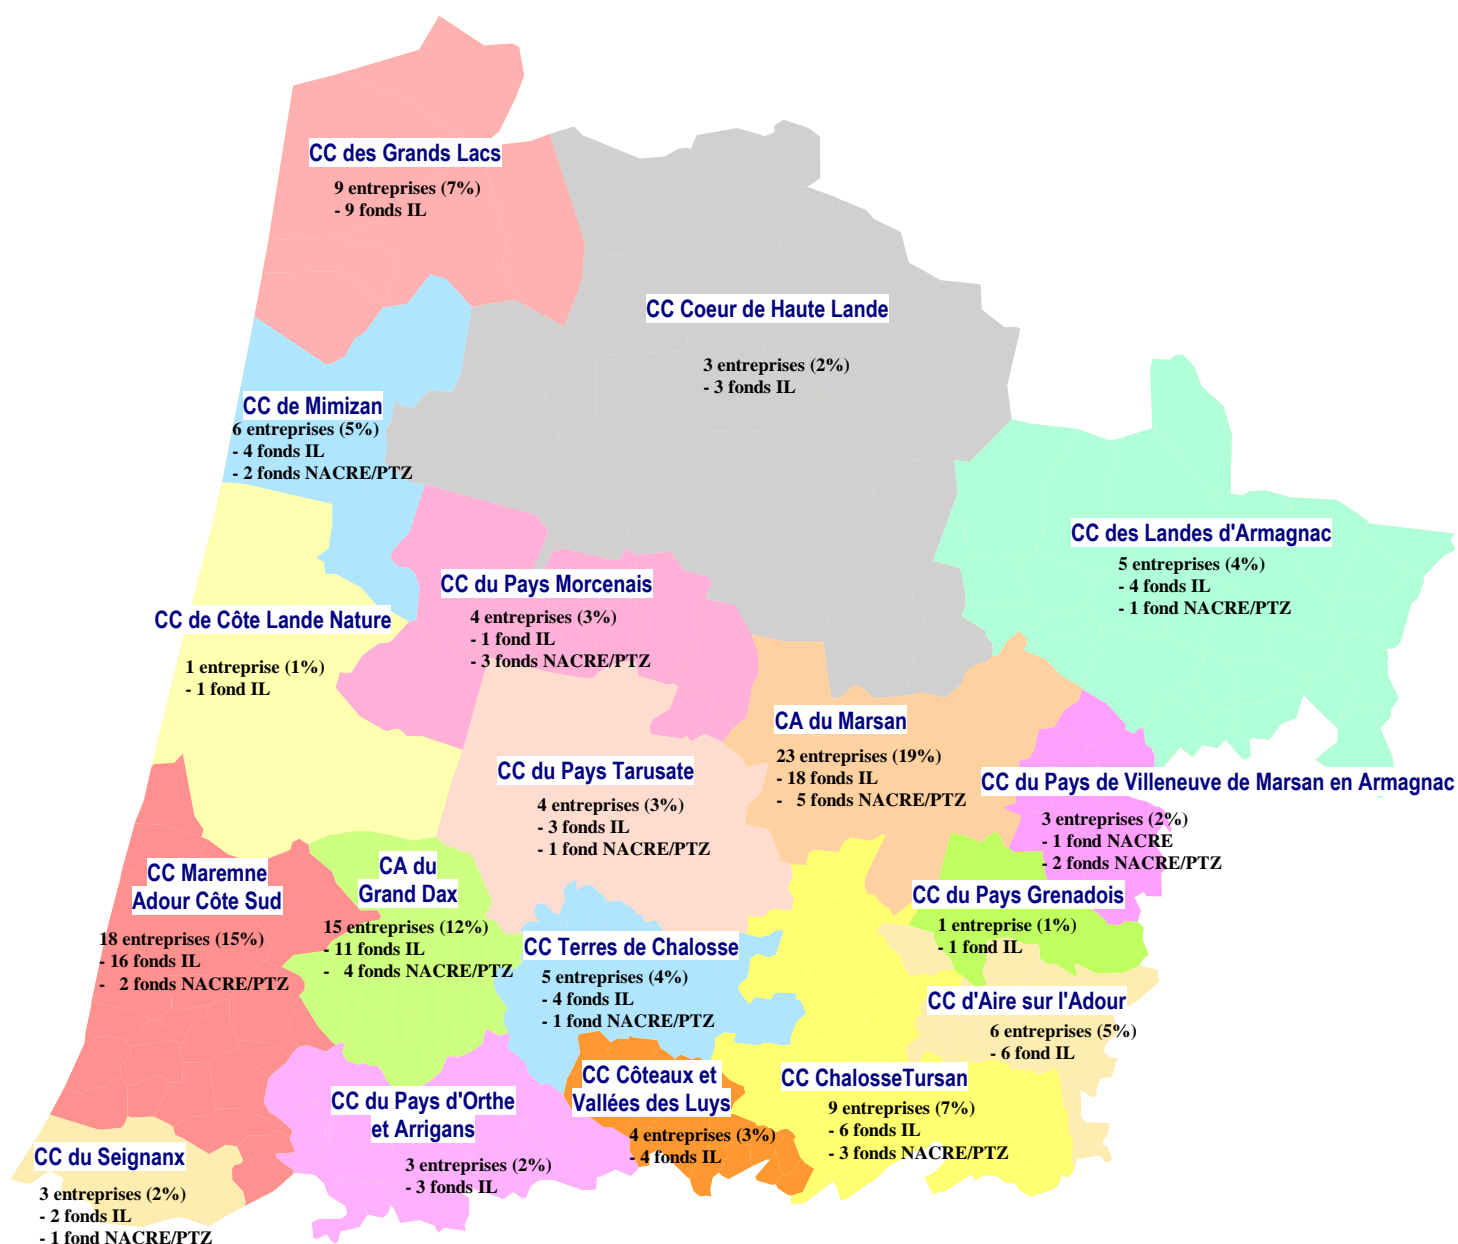 CC des Grands Lacs
9 entreprises (7%)
- 9 fonds IL
CC Coeur de Haute Lande
3 entreprises (2%)
- 3 fonds IL
CC de Mimizan
6 entreprises (5%)
- 4 fonds IL
- 2 fonds NACRE/PTZ
CC des Landes d'Armagnac
5 entreprises (4%)
- 4 fonds IL
- 1 fond NACRE/PTZ
CC du Pays Morcenais
4 entreprises (3%)
- 1 fond IL
- 3 fonds NACRE/PTZ
CC de Côte Lande Nature
1 entreprise (1%)
- 1 fond IL
CA du Marsan
23 entreprises (19%)
- 18 fonds IL
- 5 fonds NACRE/PTZ
CC du Pays Tarusate
4 entreprises (3%)
- 3 fonds IL
- 1 fond NACRE/PTZ
CC du Pays de Villeneuve de Marsan en Armagnac
3 entreprises (2%)
- 1 fond NACRE
- 2 fonds NACRE/PTZ
CC Maremne
Adour Côte Sud
18 entreprises (15%)
- 16 fonds IL
- 2 fonds NACRE/PTZ
CA du
Grand Dax
15 entreprises (12%)
- 11 fonds IL
- 4 fonds NACRE/PTZ
CC du Pays Grenadois
1 entreprise (1%)
- 1 fond IL
CC Terres de Chalosse
5 entreprises (4%)
- 4 fonds IL
- 1 fond NACRE/PTZ
CC d'Aire sur l'Adour
6 entreprises (5%)
- 6 fond IL
CC Côteaux et
Vallées des Luys
4 entreprises (3%)
- 4 fonds IL
CC ChalosseTursan
9 entreprises (7%)
- 6 fonds IL
- 3 fonds NACRE/PTZ
CC du Pays d'Orthe
et Arrigans
3 entreprises (2%)
- 3 fonds IL
CC du Seignanx
3 entreprises (2%)
- 2 fonds IL
- 1 fond NACRE/PTZ